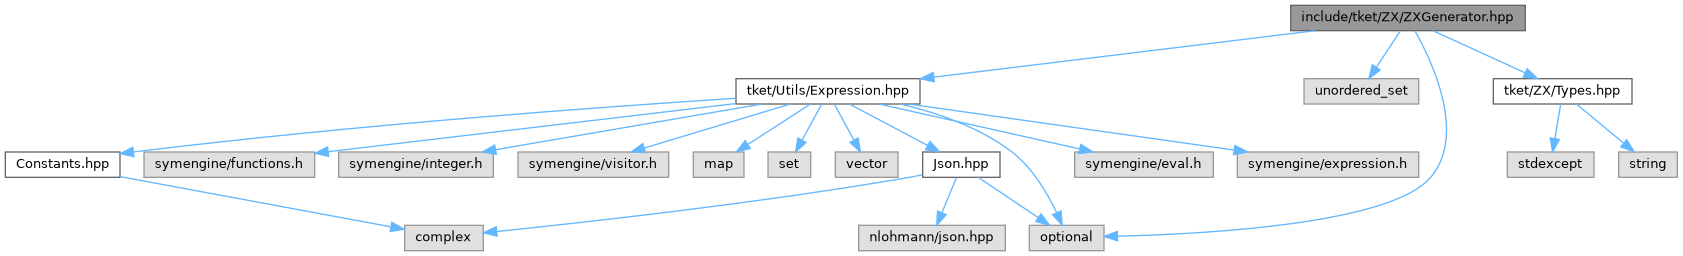 include/tket/ZX/ZXGenerator.hpp
tket/Utils/Expression.hpp
unordered_set
tket/ZX/Types.hpp
Constants.hpp
symengine/functions.h
symengine/integer.h
symengine/visitor.h
map
set
vector
Json.hpp
symengine/eval.h
symengine/expression.h
stdexcept
string
complex
nlohmann/json.hpp
optional